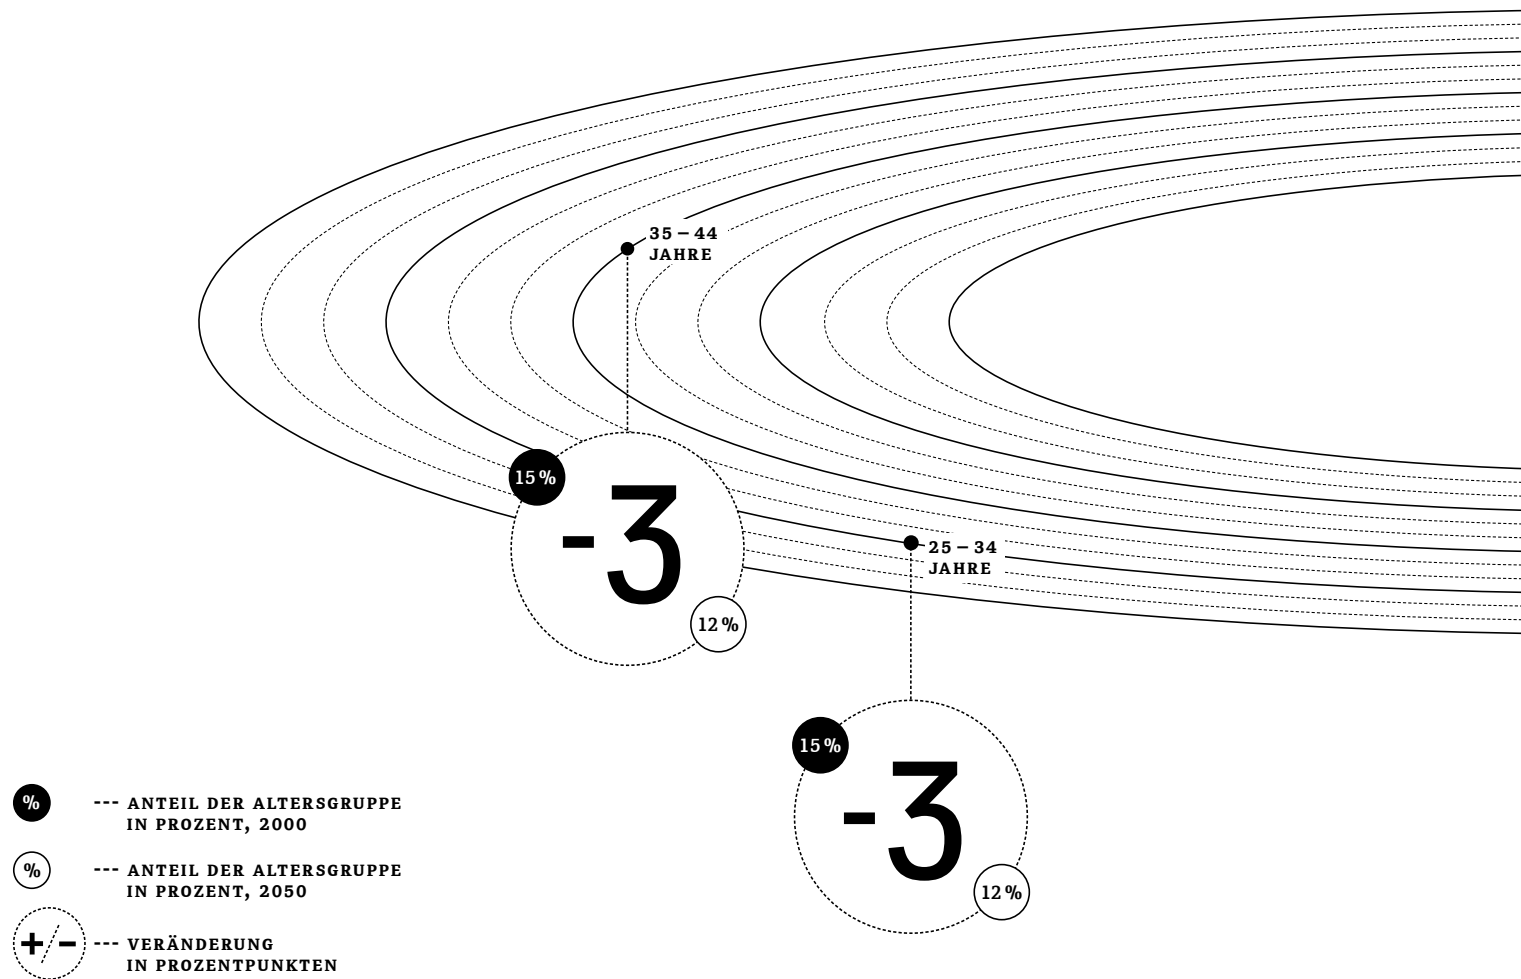 35 – 44
JAHRE
15 %
-3
12 %
25 – 34
JAHRE
15 %
-3
12 %
% --- ANTEIL DER ALTERSGRUPPE
IN PROZENT, 2000
% --- ANTEIL DER ALTERSGRUPPE
IN PROZENT, 2050
+/− --- VERÄNDERUNG
IN PROZENTPUNKTEN